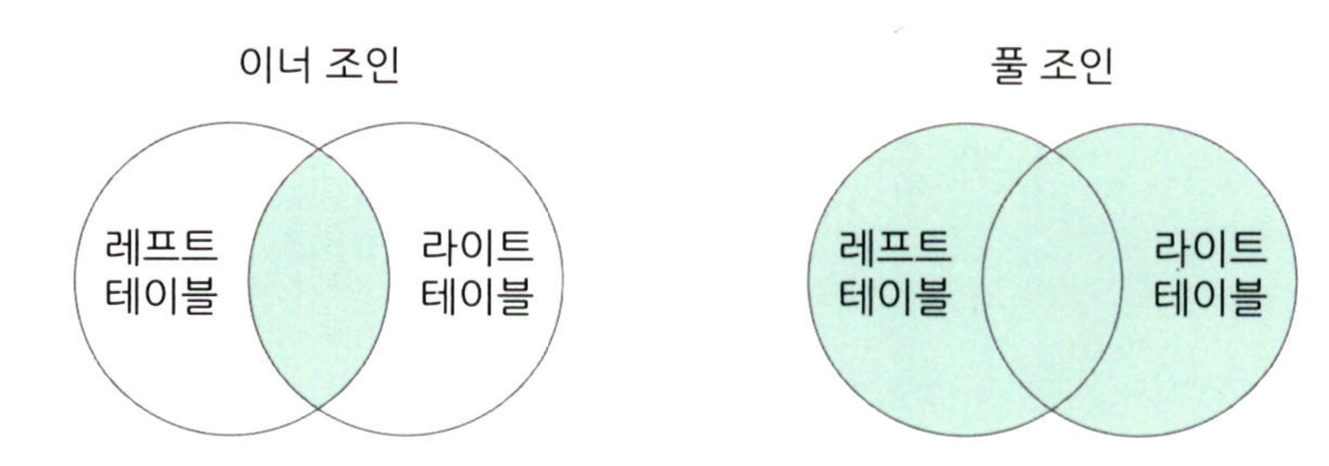 이너 조인
레프트
테이블
라이트
테이블
풀 조인
레프트
테이블
라이트
테이블